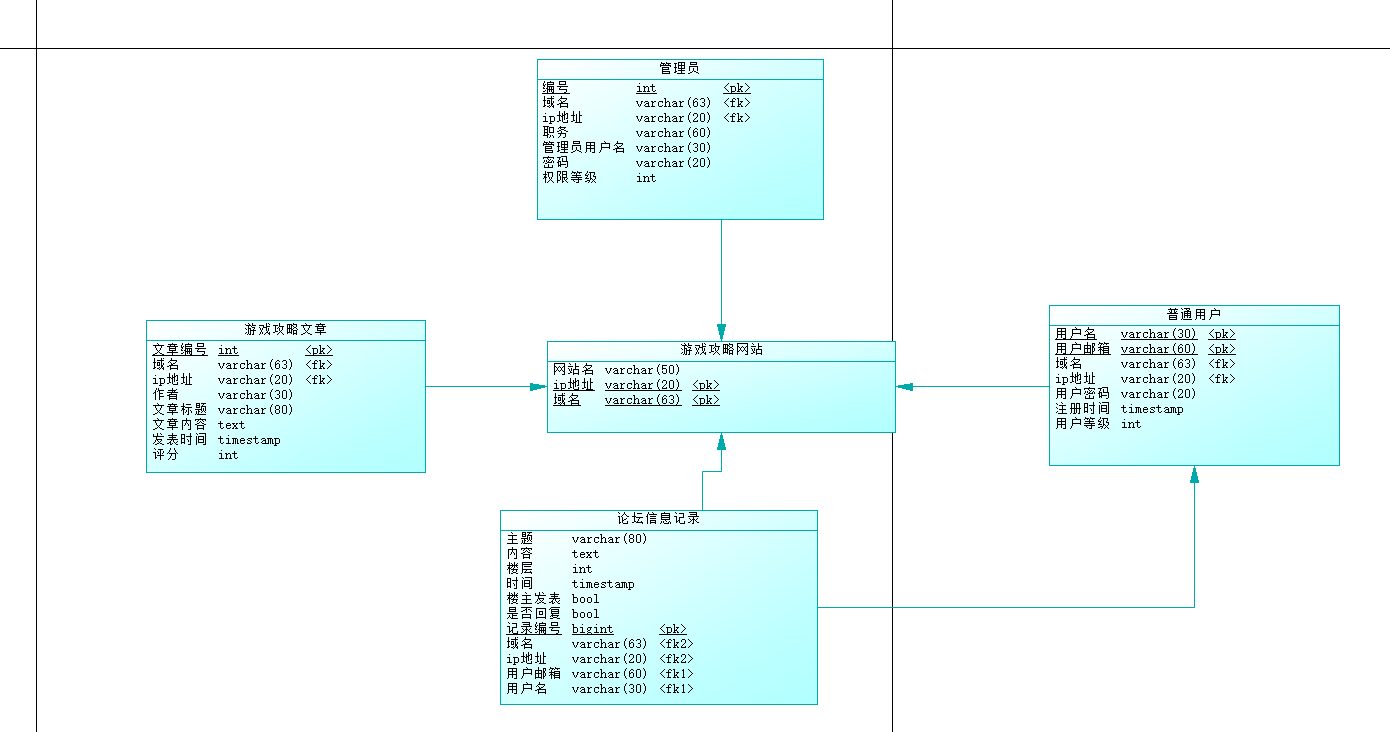 管理员
编号 int <pk>
域名 varchar(63) <fk>
ip地址 varchar(20) <fk>
职务 varchar(60)
管理员用户名 varchar(30)
密码 varchar(20)
权限等级 int
游戏攻略文章
文章编号 int <pk>
域名 varchar(63) <fk>
ip地址 varchar(20) <fk>
作者 varchar(30)
文章标题 varchar(80)
文章内容 text
发表时间 timestamp
评分 int
游戏攻略网站
网站名 varchar(50)
ip地址 varchar(20) <pk>
域名 varchar(63) <pk>
普通用户
用户名 varchar(30) <pk>
用户邮箱 varchar(60) <pk>
域名 varchar(63) <fk>
ip地址 varchar(20) <fk>
用户密码 varchar(20)
注册时间 timestamp
用户等级 int
论坛信息记录
主题 varchar(80)
内容 text
楼层 int
时间 timestamp
楼主发表 bool
是否回复 bool
记录编号 bigint <pk>
域名 varchar(63) <fk2>
ip地址 varchar(20) <fk2>
用户邮箱 varchar(60) <fk1>
用户名 varchar(30) <fk1>